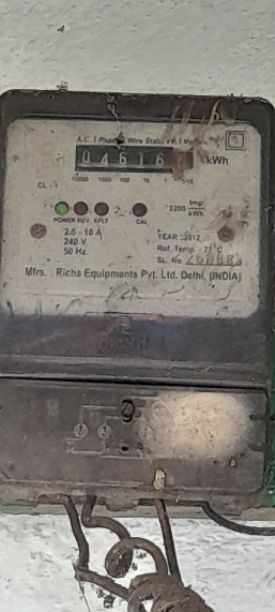 A.C. 1 Phase 2 Wire Static kWh Meter
04616 kWh
10000 1000 100 10 1 1/10
CL - 1
POWER REV. E/LT CAL
3200 imp/kWh
2.5 - 10 A
240 V
50 Hz.
YEAR : 2012
Ref. Temp. : 27°C
SL. No.
Mfrs. : Richa Equipments Pvt. Ltd. Delhi, (INDIA)